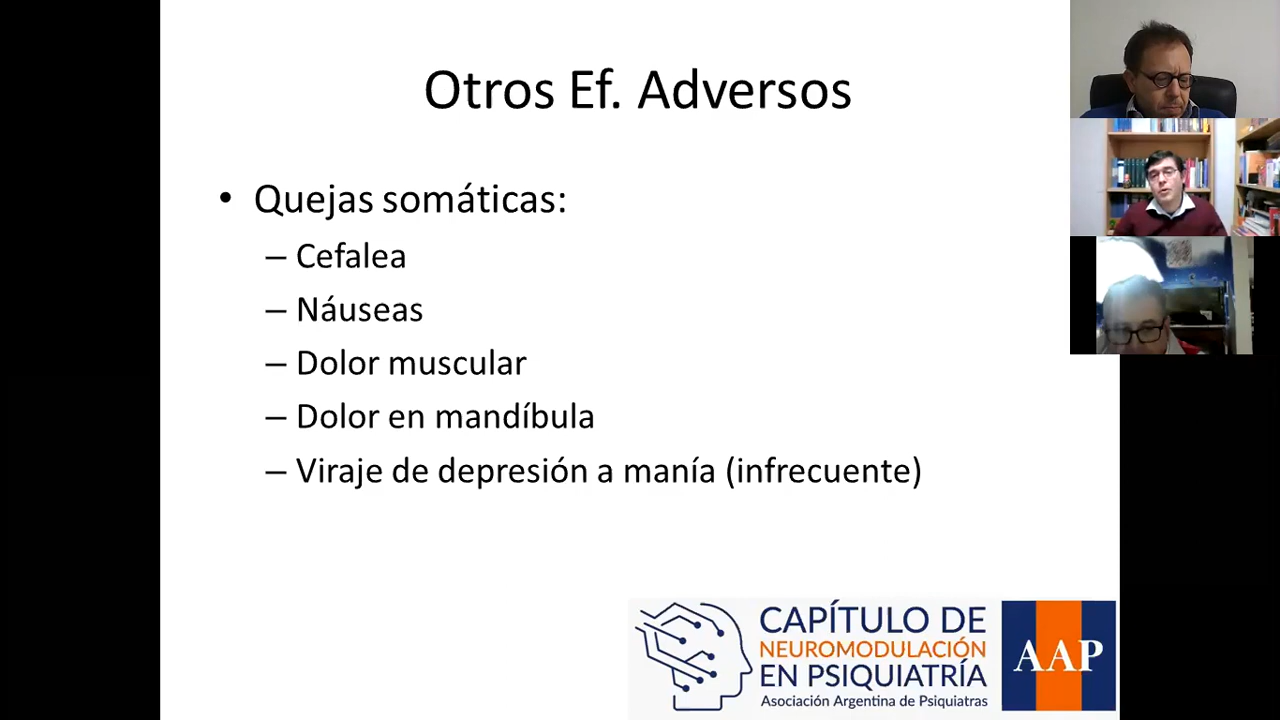 Otros Ef. Adversos
• Quejas somáticas:
– Cefalea
– Náuseas
– Dolor muscular
– Dolor en mandíbula
– Viraje de depresión a manía (infrecuente)
CAPÍTULO DE
NEUROMODULACIÓN
EN PSIQUIATRÍA
Asociación Argentina de Psiquiatras
AAP